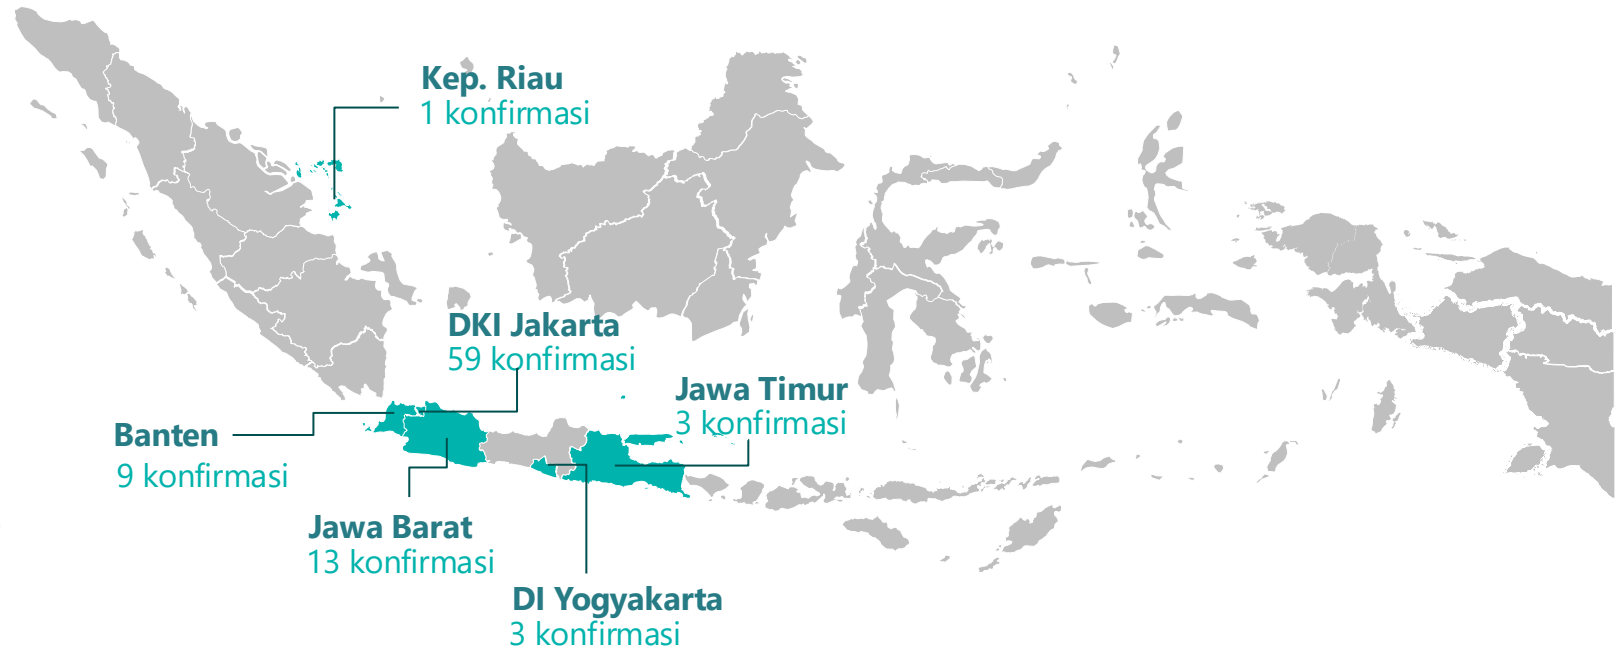 Kep. Riau
1 konfirmasi
DKI Jakarta
59 konfirmasi
Jawa Timur
3 konfirmasi
Banten
9 konfirmasi
Jawa Barat
13 konfirmasi
DI Yogyakarta
3 konfirmasi